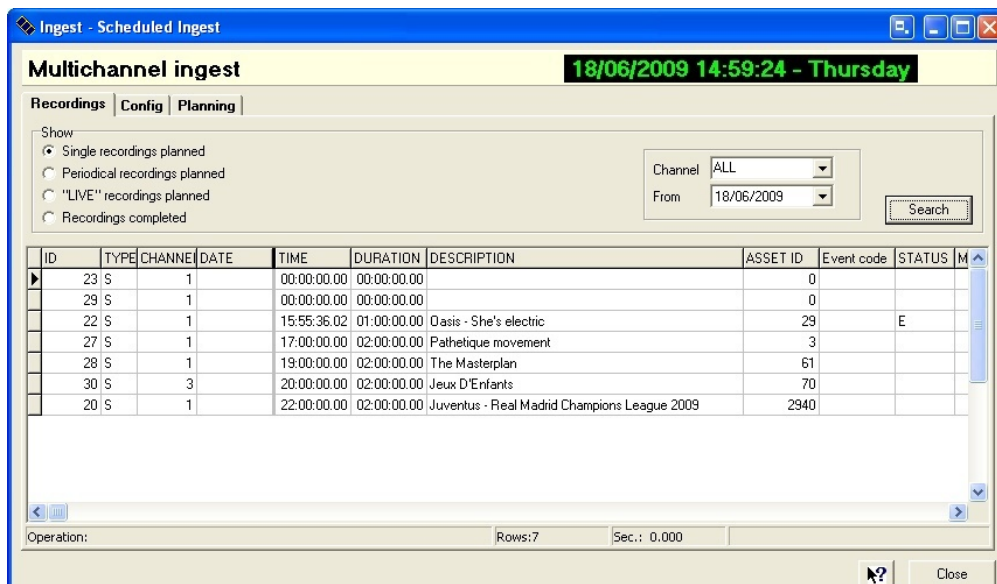 Ingest - Scheduled Ingest
Multichannel ingest
18/06/2009 14:59:24 - Thursday
Recordings Config Planning
Show
Single recordings planned
Periodical recordings planned
"LIVE" recordings planned
Recordings completed
Channel ALL
From 18/06/2009
Search
ID TYPE CHANNEL DATE TIME DURATION DESCRIPTION ASSET ID Event code STATUS M
23 S 1 00:00:00.00 00:00:00.00 0
29 S 1 00:00:00.00 00:00:00.00 0
22 S 1 15:55:36.02 01:00:00.00 Oasis - She's electric 29 E
27 S 1 17:00:00.00 02:00:00.00 Pathetique movement 3
28 S 1 19:00:00.00 02:00:00.00 The Masterplan 61
30 S 3 20:00:00.00 02:00:00.00 Jeux D'Enfants 70
20 S 1 22:00:00.00 02:00:00.00 Juventus - Real Madrid Champions League 2009 2940
Operation: Rows:7 Sec.: 0.000
? Close